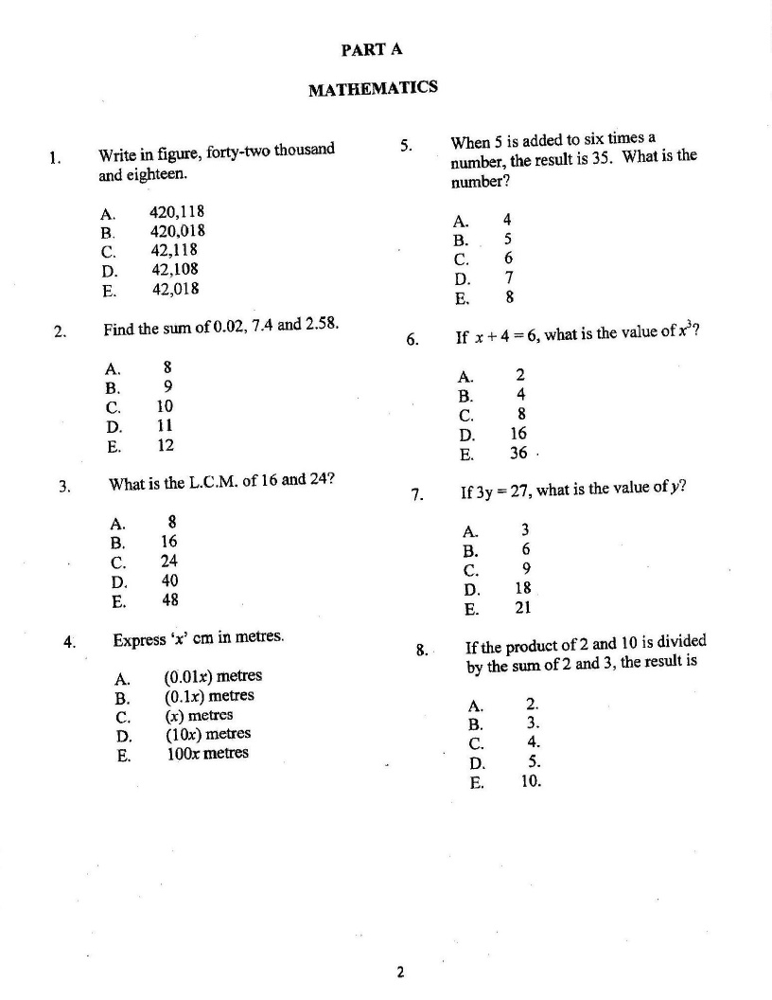 PART A
MATHEMATICS
1. Write in figure, forty-two thousand
and eighteen.
A. 420,118
B. 420,018
C. 42,118
D. 42,108
E. 42,018
2. Find the sum of 0.02, 7.4 and 2.58.
A. 8
B. 9
C. 10
D. 11
E. 12
3. What is the L.C.M. of 16 and 24?
A. 8
B. 16
C. 24
D. 40
E. 48
4. Express ‘x’ cm in metres.
A. (0.01x) metres
B. (0.1x) metres
C. (x) metres
D. (10x) metres
E. 100x metres
5. When 5 is added to six times a
number, the result is 35. What is the
number?
A. 4
B. 5
C. 6
D. 7
E. 8
6. If x + 4 = 6, what is the value of x³?
A. 2
B. 4
C. 8
D. 16
E. 36
7. If 3y = 27, what is the value of y?
A. 3
B. 6
C. 9
D. 18
E. 21
8. If the product of 2 and 10 is divided
by the sum of 2 and 3, the result is
A. 2.
B. 3.
C. 4.
D. 5.
E. 10.
2